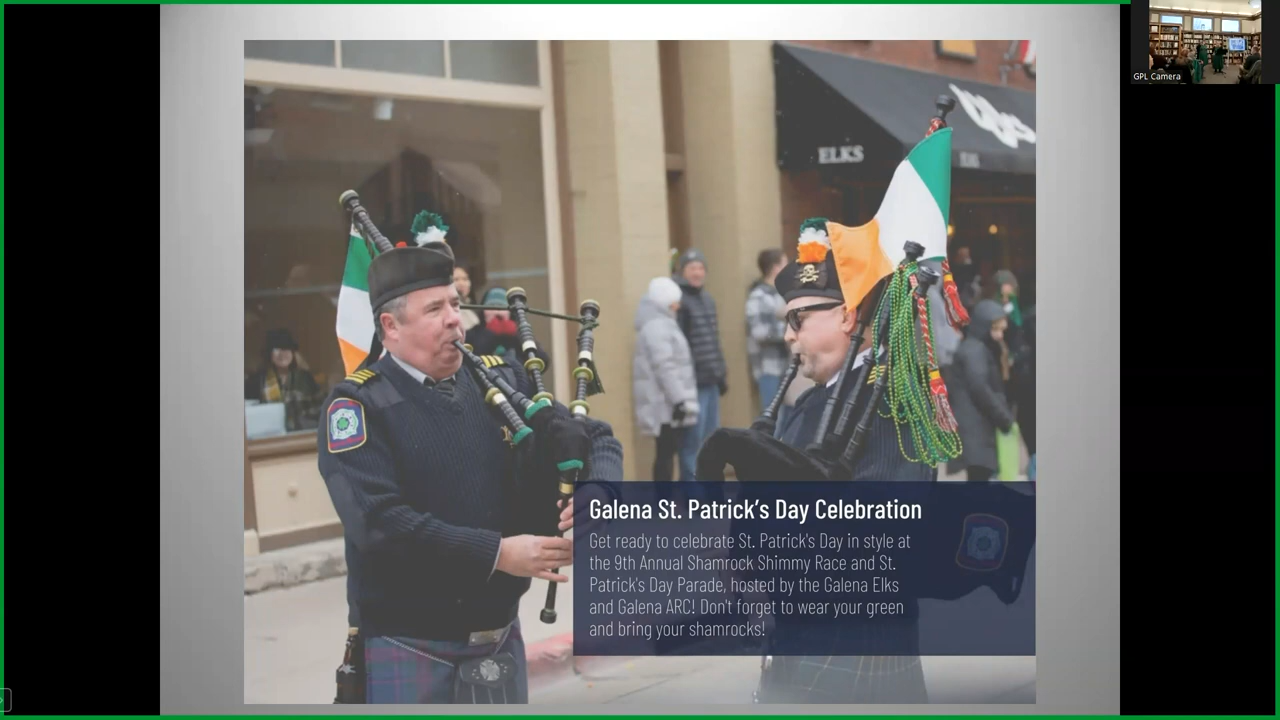 GPL Camera
ELKS
Galena St. Patrick's Day Celebration
Get ready to celebrate St. Patrick's Day in style at
the 9th Annual Shamrock Shimmy Race and St.
Patrick's Day Parade, hosted by the Galena Elks
and Galena ARC! Don't forget to wear your green
and bring your shamrocks!